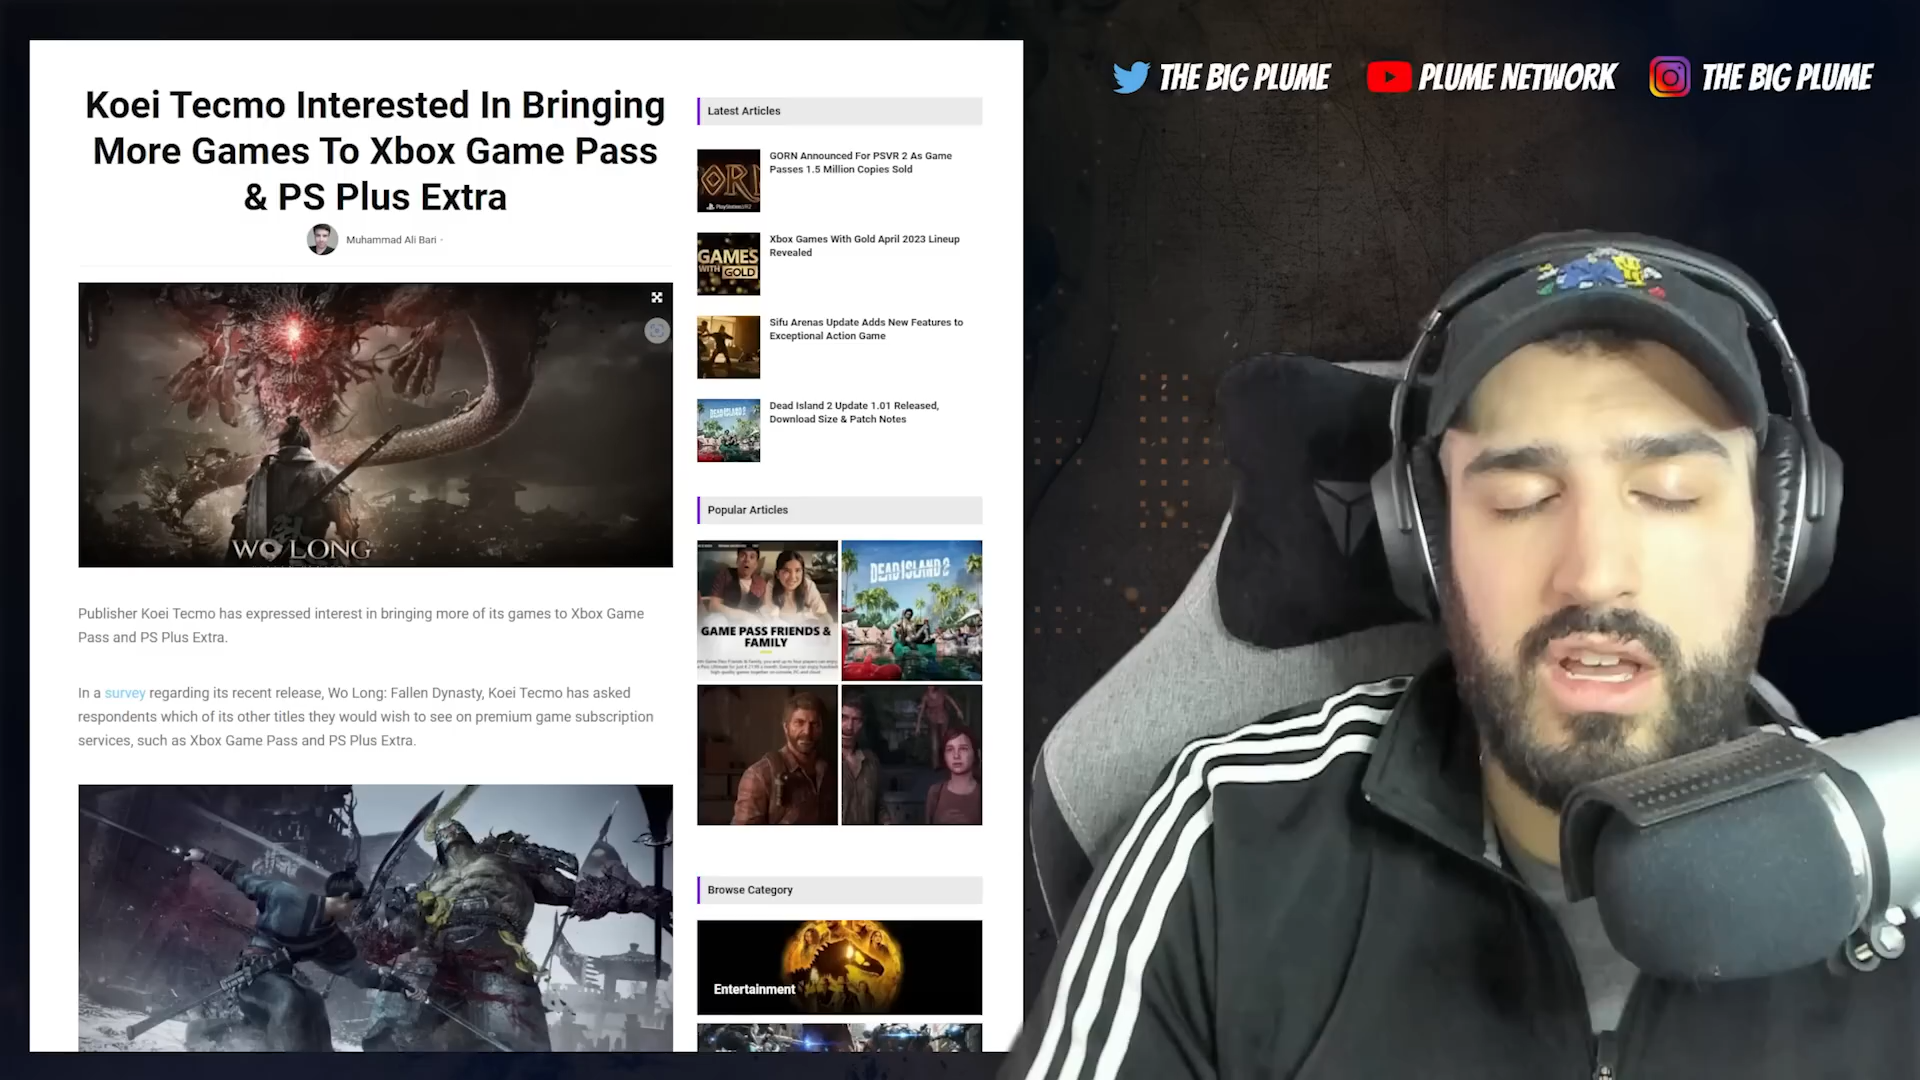 Koei Tecmo Interested In Bringing
More Games To Xbox Game Pass
& PS Plus Extra
Muhammad Ali Bari -
WO LONG
Publisher Koei Tecmo has expressed interest in bringing more of its games to Xbox Game
Pass and PS Plus Extra.
In a survey regarding its recent release, Wo Long: Fallen Dynasty, Koei Tecmo has asked
respondents which of its other titles they would wish to see on premium game subscription
services, such as Xbox Game Pass and PS Plus Extra.
Latest Articles
GORN Announced For PSVR 2 As Game
Passes 1.5 Million Copies Sold
Xbox Games With Gold April 2023 Lineup
Revealed
GAMES
WITH GOLD
Sifu Arenas Update Adds New Features to
Exceptional Action Game
Dead Island 2 Update 1.01 Released,
Download Size & Patch Notes
DEAD ISLAND 2
Popular Articles
GAME PASS FRIENDS &
FAMILY
DEAD ISLAND 2
Browse Category
Entertainment
THE BIG PLUME
PLUME NETWORK
THE BIG PLUME